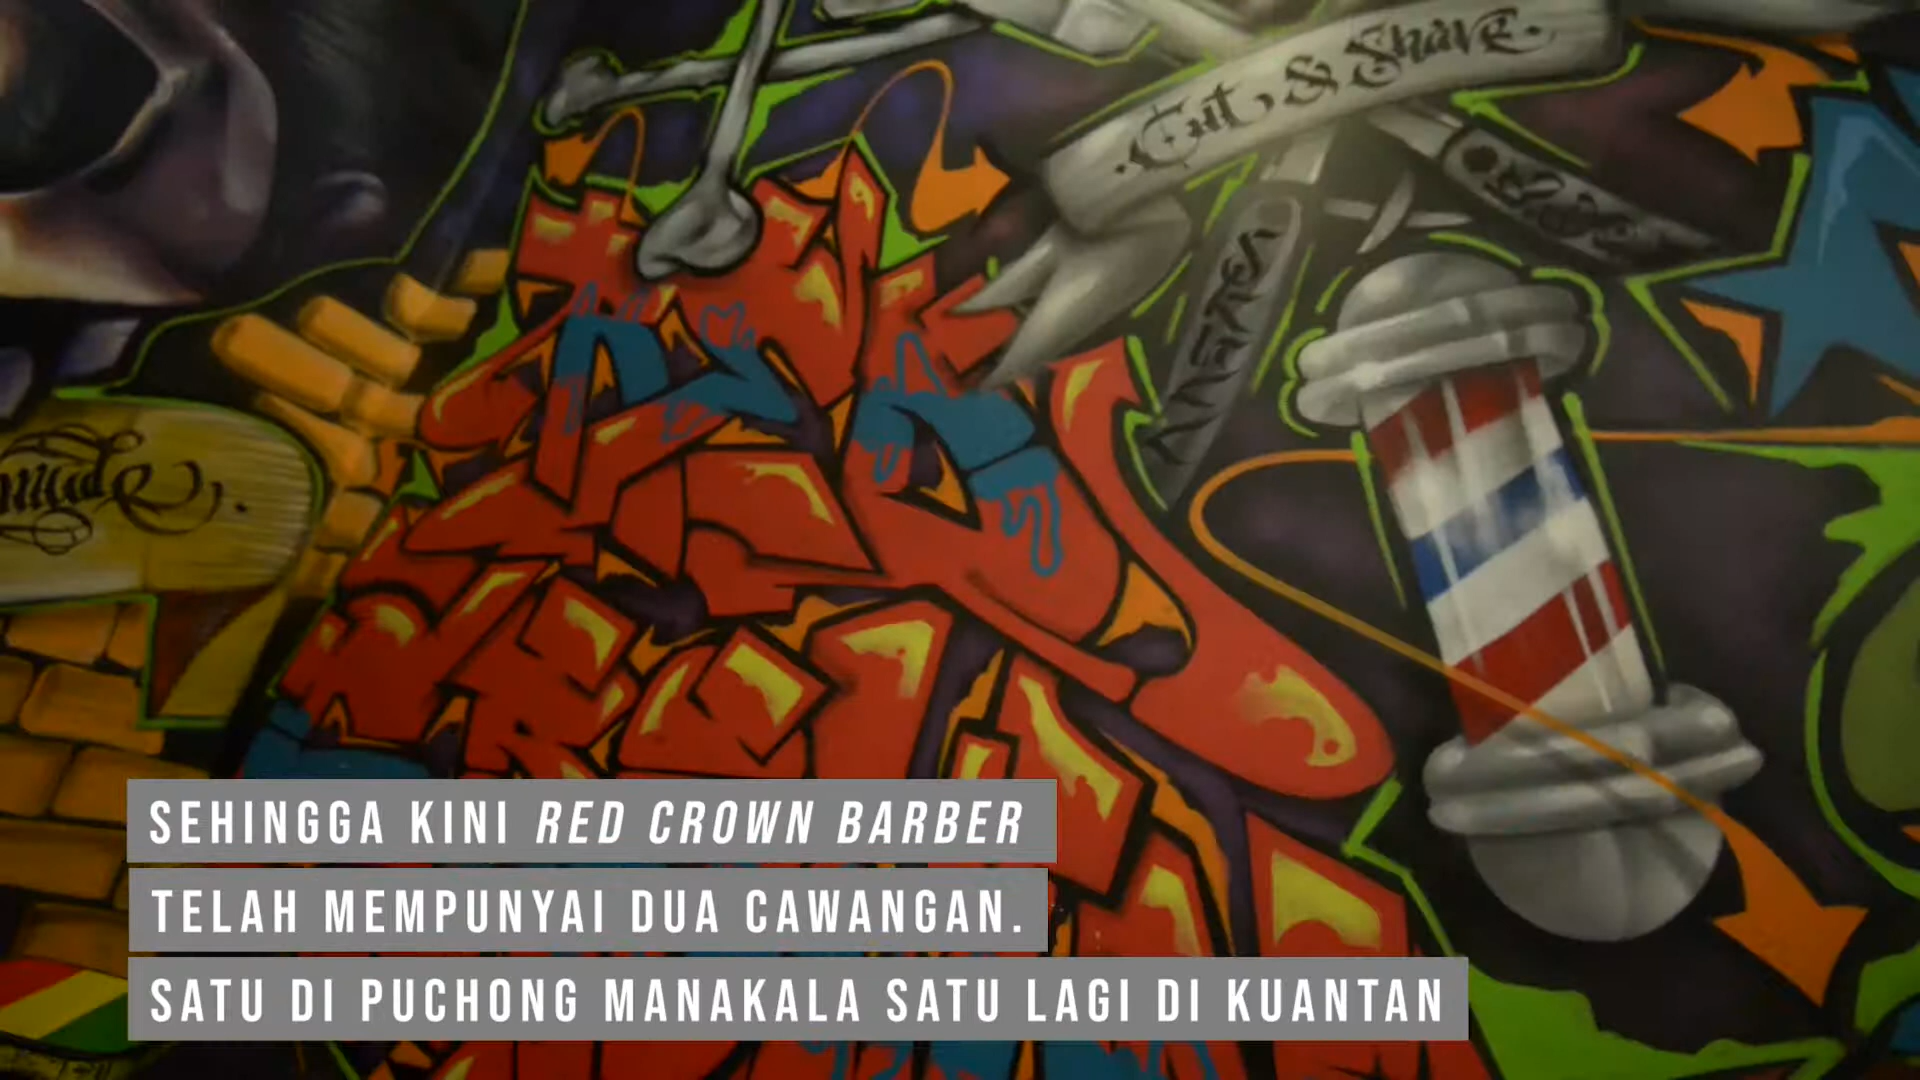 Cut & Shave
SEHINGGA KINI RED CROWN BARBER
TELAH MEMPUNYAI DUA CAWANGAN.
SATU DI PUCHONG MANAKALA SATU LAGI DI KUANTAN